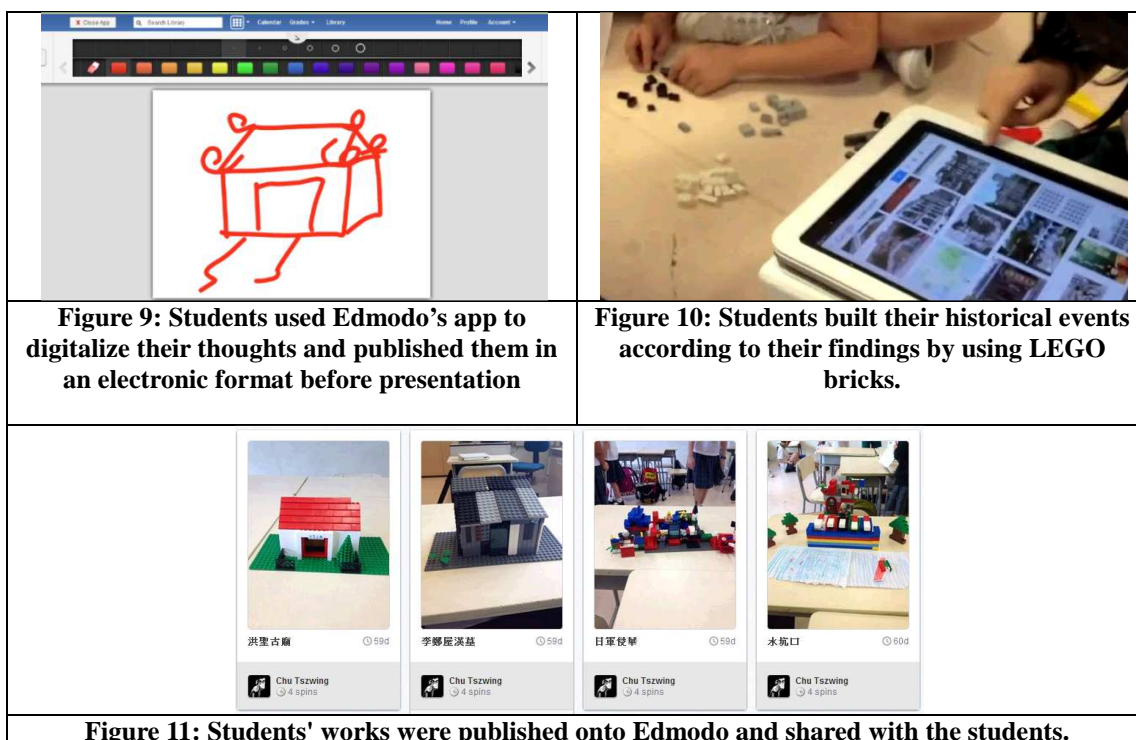 X Close App Search Library Calendar Grades Library Home Profile Account
Figure 9: Students used Edmodo's app to
digitalize their thoughts and published them in
an electronic format before presentation
Figure 10: Students built their historical events
according to their findings by using LEGO
bricks.
洪聖古廟 59d
李鄭屋漢墓 59d
日軍侵華 59d
水坑口 60d
Chu Tszwing
4 spins
Chu Tszwing
4 spins
Chu Tszwing
4 spins
Chu Tszwing
4 spins
Figure 11: Students' works were published onto Edmodo and shared with the students.